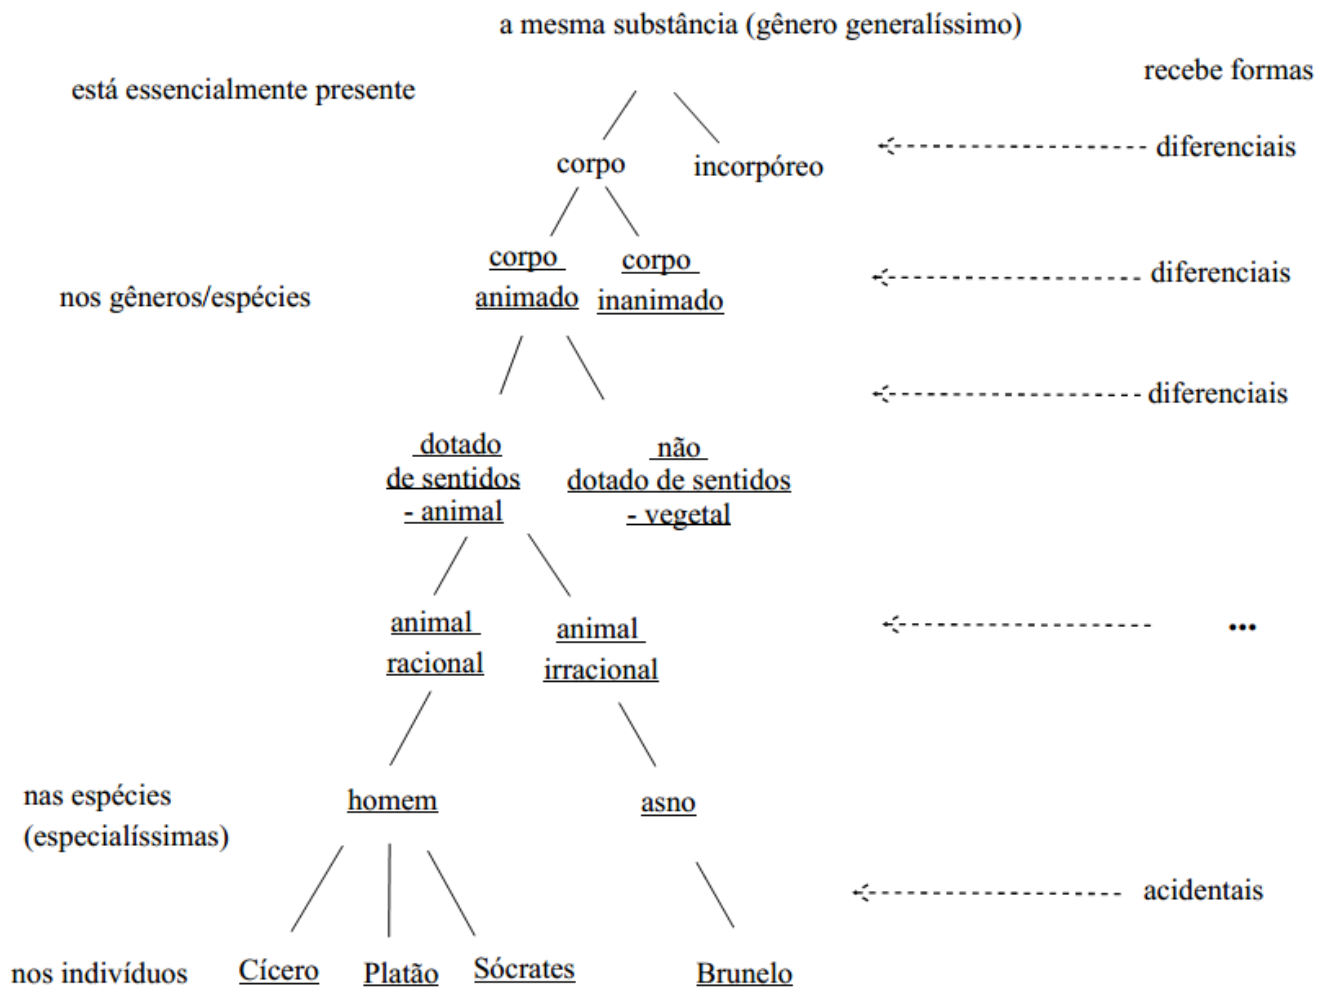 a mesma substância (gênero generalíssimo)
recebe formas
está essencialmente presente
corpo
incorpóreo
diferenciais
corpo
animado
corpo
inanimado
nos gêneros/espécies
diferenciais
diferenciais
dotado
de sentidos
- animal
não
dotado de sentidos
- vegetal
animal
racional
animal
irracional
...
nas espécies
(especialíssimas)
homem
asno
acidentais
nos indivíduos
Cícero
Platão
Sócrates
Brunelo